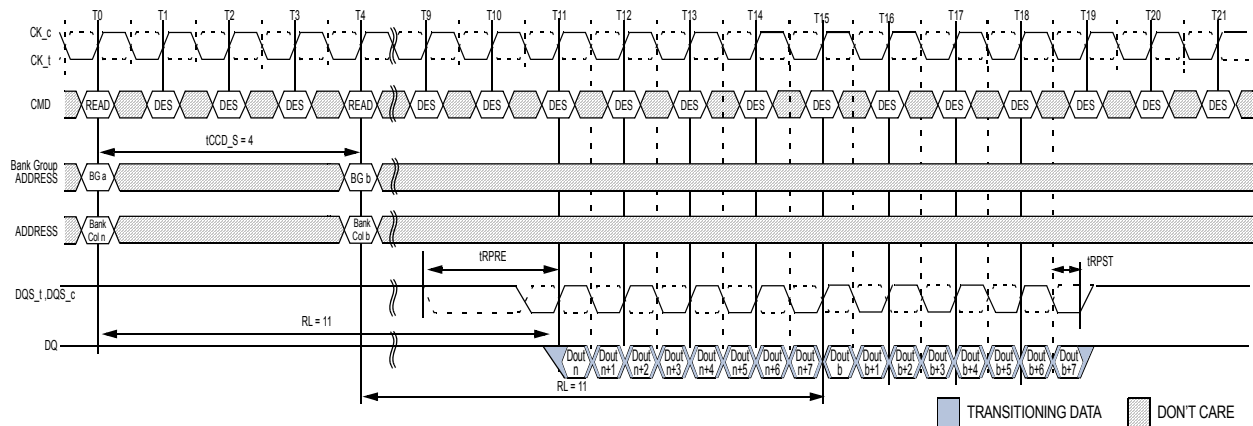 T0 T1 T2 T3 T4 T9 T10 T11 T12 T13 T14 T15 T16 T17 T18 T19 T20 T21
CK_c
CK_t
CMD READ DES DES DES READ DES DES DES DES DES DES DES DES DES DES DES DES DES
tCCD_S = 4
Bank Group
ADDRESS BG a BG b
ADDRESS Bank Col n Bank Col b
tRPRE tRPST
DQS_t ,DQS_c
RL = 11
DQ Dout n Dout n+1 Dout n+2 Dout n+3 Dout n+4 Dout n+5 Dout n+6 Dout n+7 Dout b Dout b+1 Dout b+2 Dout b+3 Dout b+4 Dout b+5 Dout b+6 Dout b+7
RL = 11
TRANSITIONING DATA DON'T CARE